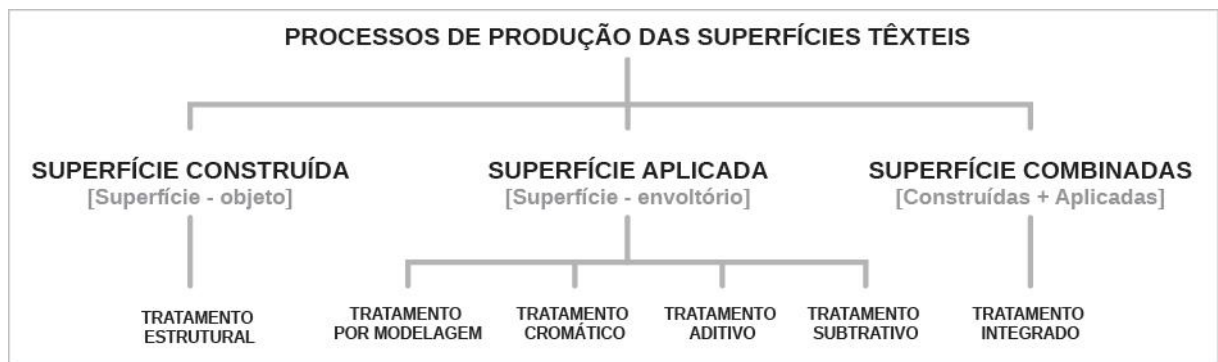 PROCESSOS DE PRODUÇÃO DAS SUPERFÍCIES TÊXTEIS
SUPERFÍCIE CONSTRUÍDA
[Superfície - objeto]
SUPERFÍCIE APLICADA
[Superfície - envoltório]
SUPERFÍCIE COMBINADAS
[Construídas + Aplicadas]
TRATAMENTO
ESTRUTURAL
TRATAMENTO
POR MODELAGEM
TRATAMENTO
CROMÁTICO
TRATAMENTO
ADITIVO
TRATAMENTO
SUBTRATIVO
TRATAMENTO
INTEGRADO